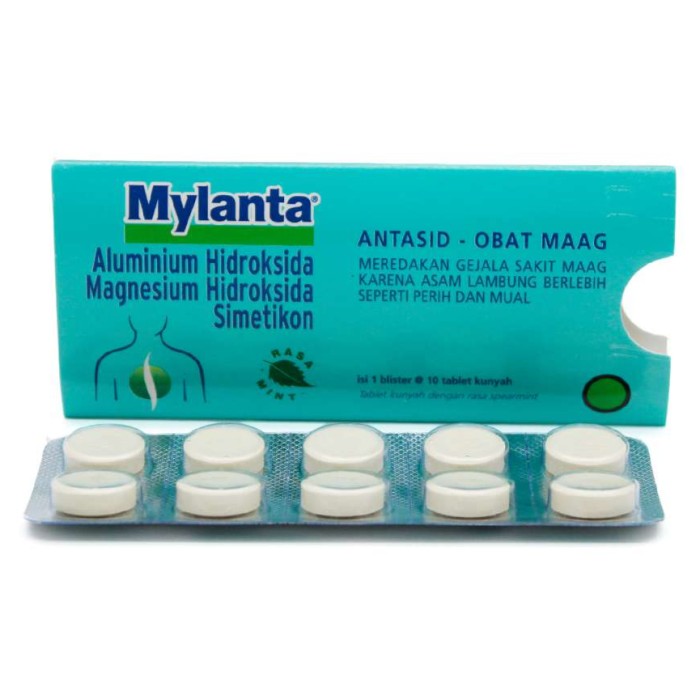 Mylanta®
Aluminium Hidroksida
Magnesium Hidroksida
Simetikon
RASA
MINT
ANTASID - OBAT MAAG
MEREDAKAN GEJALA SAKIT MAAG
KARENA ASAM LAMBUNG BERLEBIH
SEPERTI PERIH DAN MUAL
isi 1 blister @ 10 tablet kunyah
Tablet kunyah dengan rasa spearmint